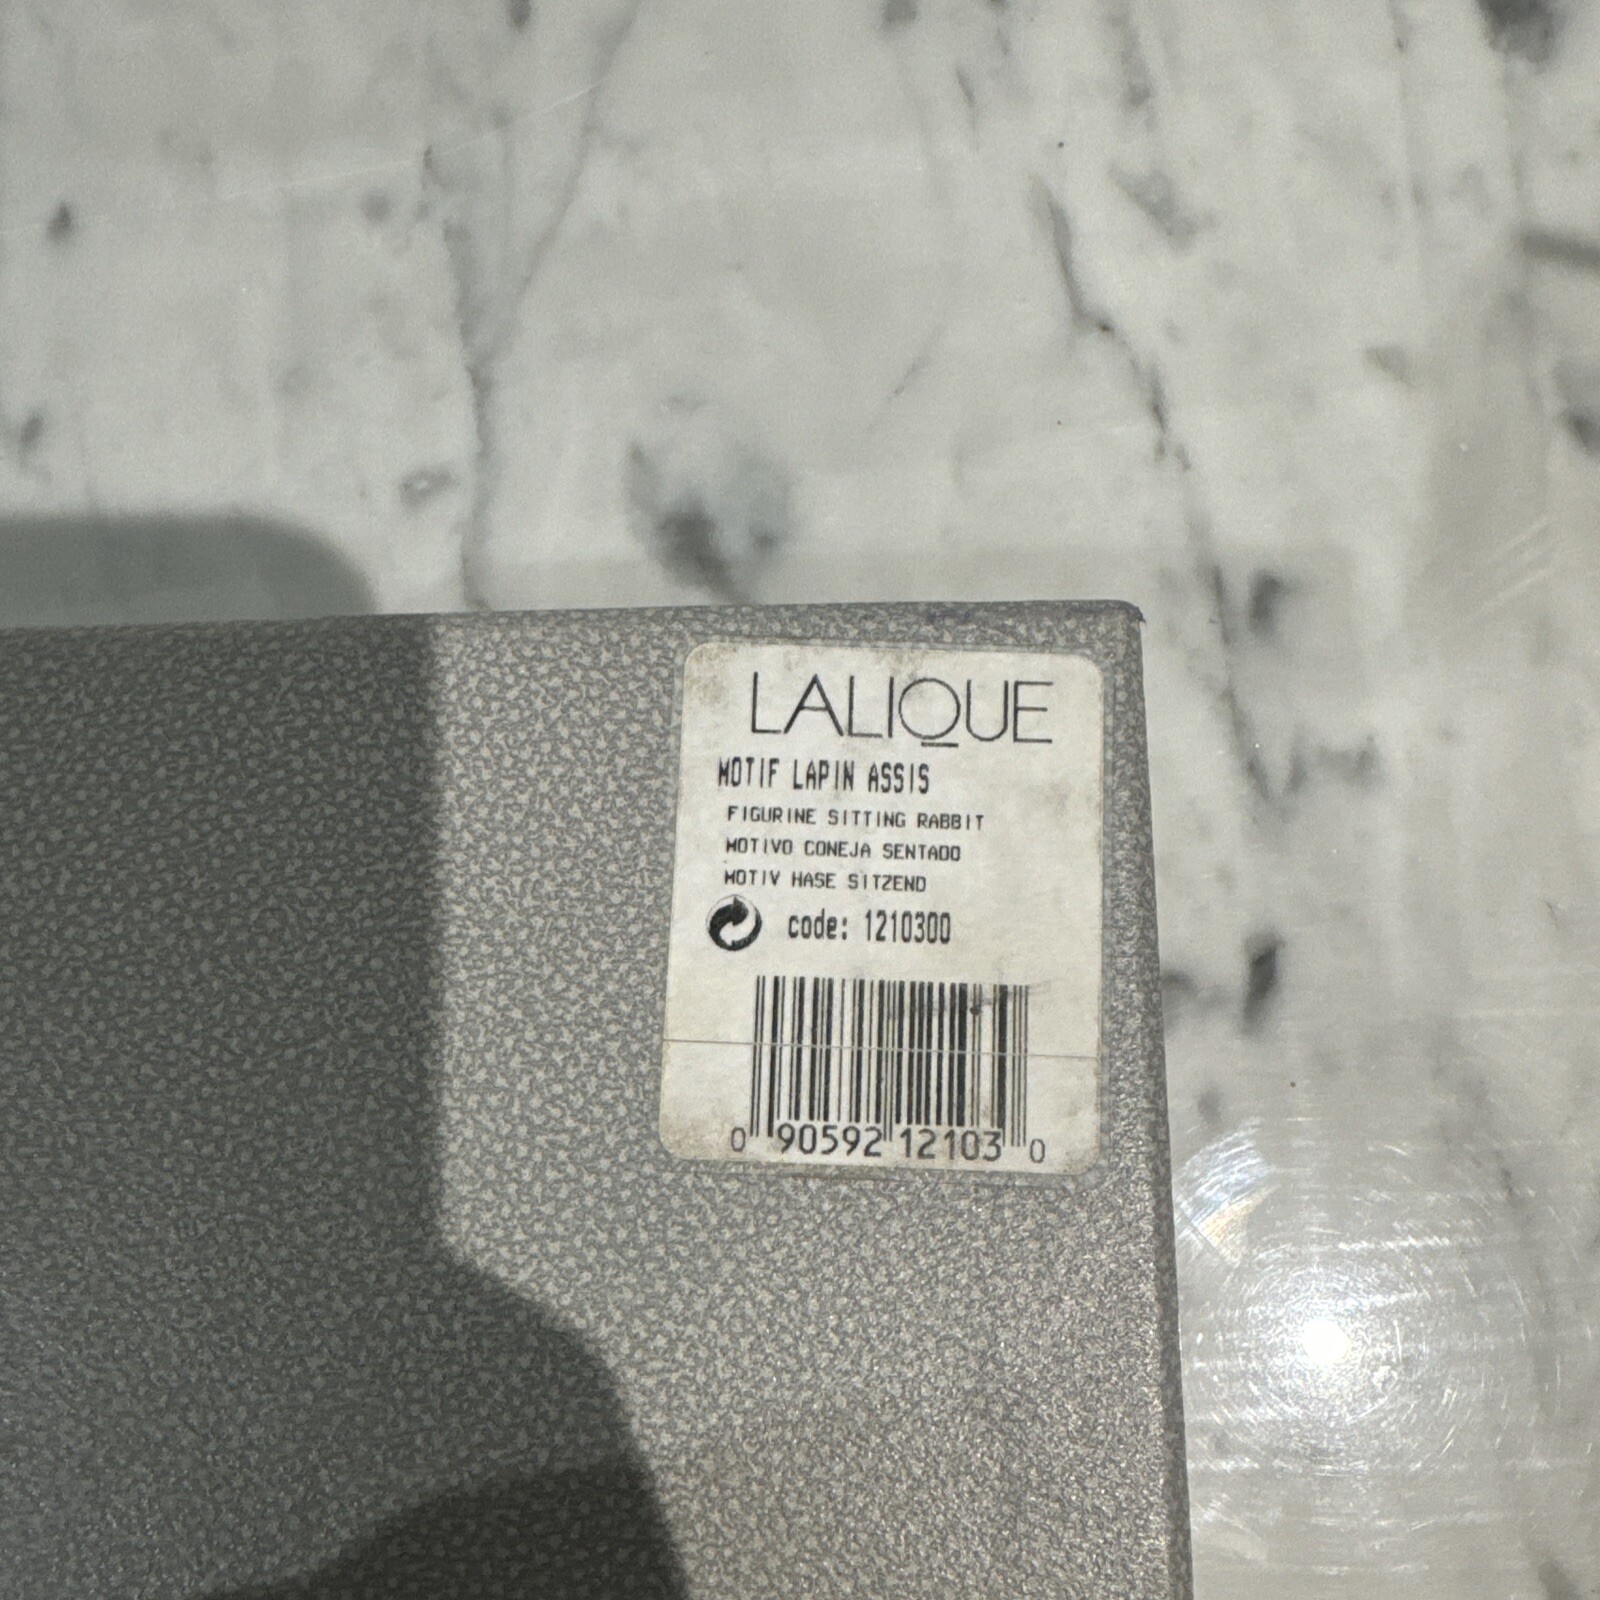 LALIQUE
MOTIF LAPIN ASSIS
FIGURINE SITTING RABBIT
MOTIVO CONEJA SENTADO
MOTIV HASE SITZEND
code: 1210300
0 90592 12103 0